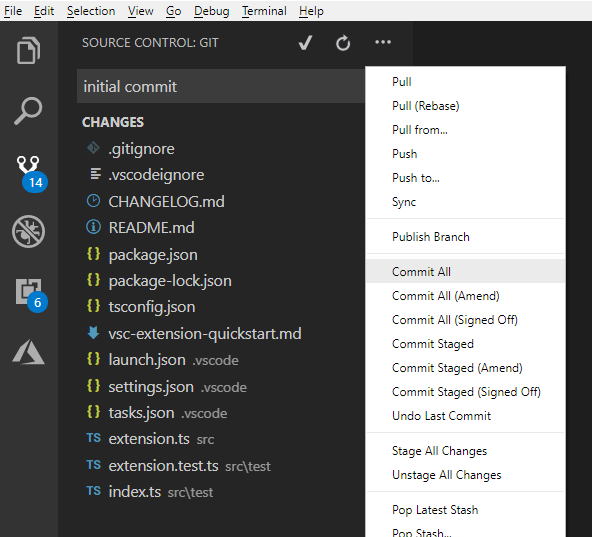 File Edit Selection View Go Debug Terminal Help
SOURCE CONTROL: GIT
initial commit
CHANGES
.gitignore
.vscodeignore
CHANGELOG.md
README.md
{} package.json
{} package-lock.json
{} tsconfig.json
vsc-extension-quickstart.md
{} launch.json .vscode
{} settings.json .vscode
{} tasks.json .vscode
TS extension.ts src
TS extension.test.ts src\test
TS index.ts src\test
14
6
Pull
Pull (Rebase)
Pull from...
Push
Push to...
Sync
Publish Branch
Commit All
Commit All (Amend)
Commit All (Signed Off)
Commit Staged
Commit Staged (Amend)
Commit Staged (Signed Off)
Undo Last Commit
Stage All Changes
Unstage All Changes
Pop Latest Stash
Pop Stash...